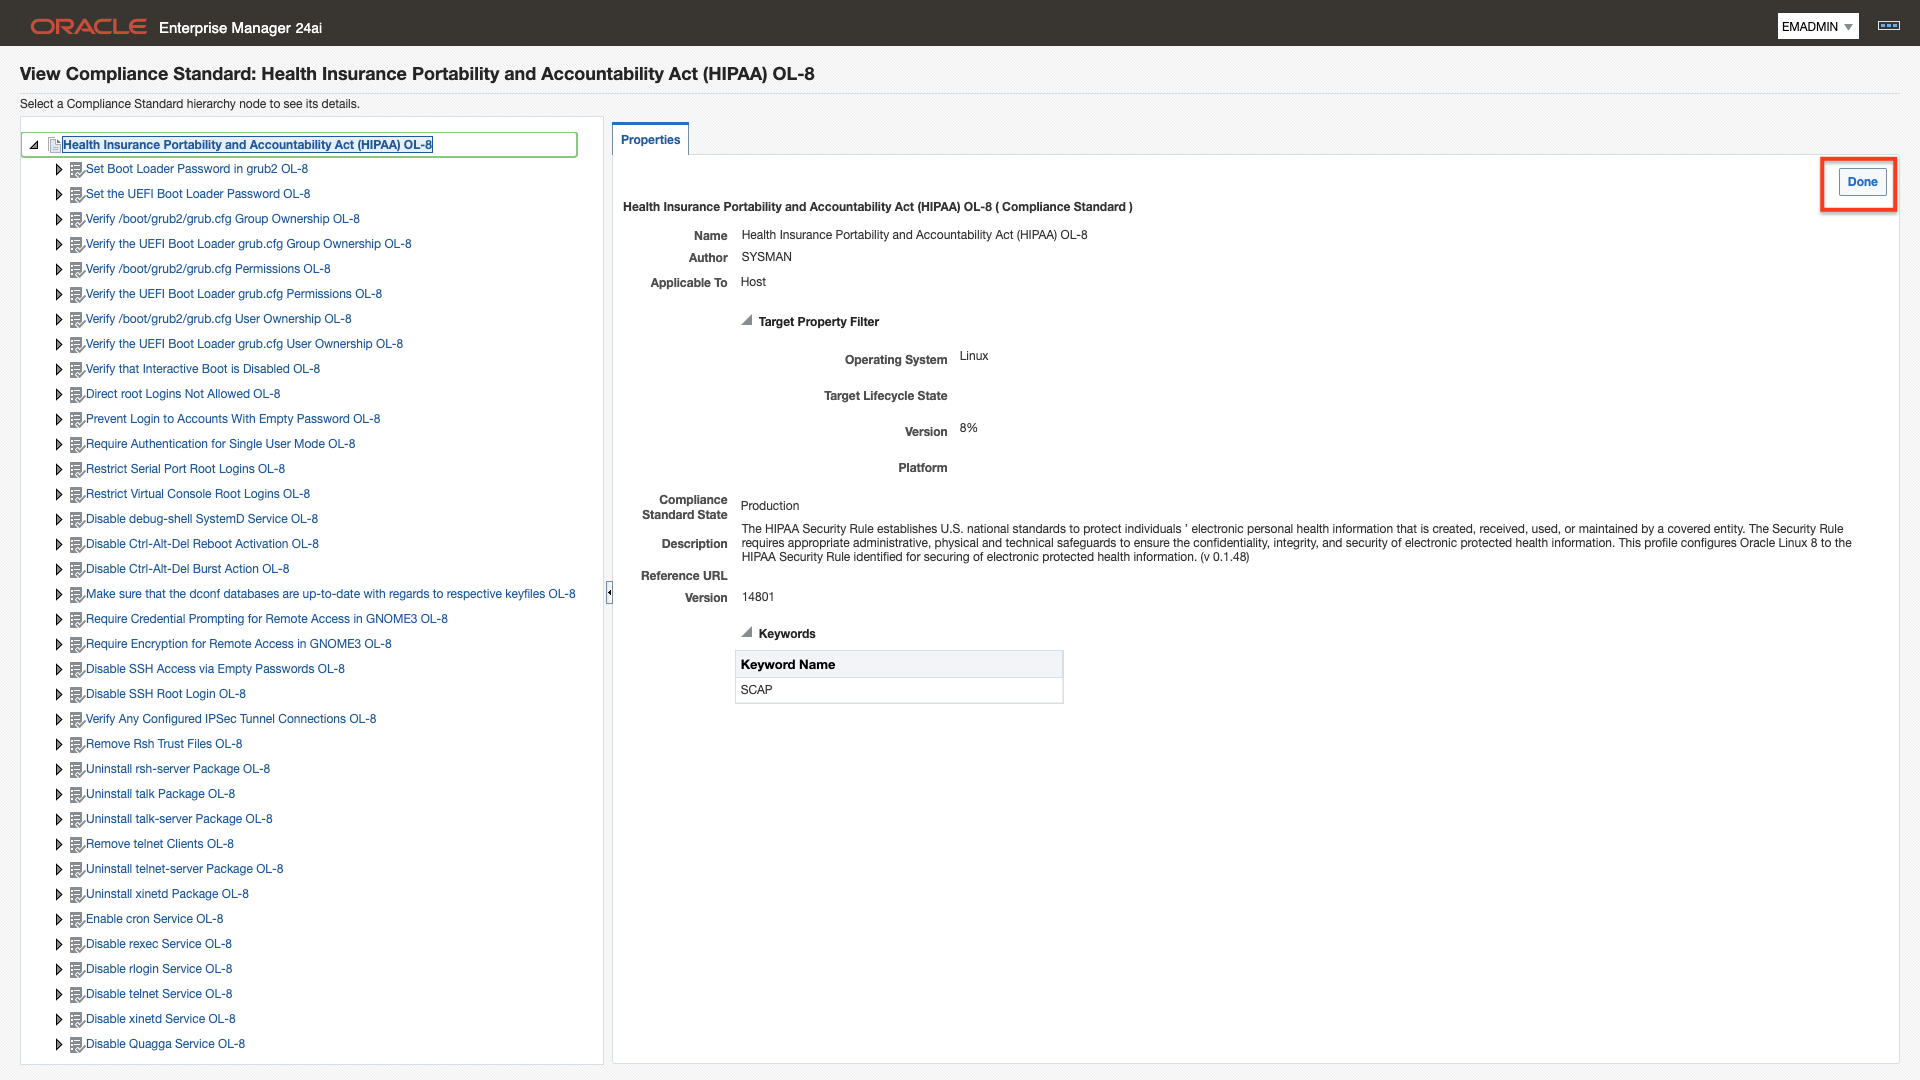 ORACLE Enterprise Manager 24ai
EMADMIN
View Compliance Standard: Health Insurance Portability and Accountability Act (HIPAA) OL-8
Select a Compliance Standard hierarchy node to see its details.
Health Insurance Portability and Accountability Act (HIPAA) OL-8
Set Boot Loader Password in grub2 OL-8
Set the UEFI Boot Loader Password OL-8
Verify /boot/grub2/grub.cfg Group Ownership OL-8
Verify the UEFI Boot Loader grub.cfg Group Ownership OL-8
Verify /boot/grub2/grub.cfg Permissions OL-8
Verify the UEFI Boot Loader grub.cfg Permissions OL-8
Verify /boot/grub2/grub.cfg User Ownership OL-8
Verify the UEFI Boot Loader grub.cfg User Ownership OL-8
Verify that Interactive Boot is Disabled OL-8
Direct root Logins Not Allowed OL-8
Prevent Login to Accounts With Empty Password OL-8
Require Authentication for Single User Mode OL-8
Restrict Serial Port Root Logins OL-8
Restrict Virtual Console Root Logins OL-8
Disable debug-shell SystemD Service OL-8
Disable Ctrl-Alt-Del Reboot Activation OL-8
Disable Ctrl-Alt-Del Burst Action OL-8
Make sure that the dconf databases are up-to-date with regards to respective keyfiles OL-8
Require Credential Prompting for Remote Access in GNOME3 OL-8
Require Encryption for Remote Access in GNOME3 OL-8
Disable SSH Access via Empty Passwords OL-8
Disable SSH Root Login OL-8
Verify Any Configured IPSec Tunnel Connections OL-8
Remove Rsh Trust Files OL-8
Uninstall rsh-server Package OL-8
Uninstall talk Package OL-8
Uninstall talk-server Package OL-8
Remove telnet Clients OL-8
Uninstall telnet-server Package OL-8
Uninstall xinetd Package OL-8
Enable cron Service OL-8
Disable rexec Service OL-8
Disable rlogin Service OL-8
Disable telnet Service OL-8
Disable xinetd Service OL-8
Disable Quagga Service OL-8
Properties
Done
Health Insurance Portability and Accountability Act (HIPAA) OL-8 ( Compliance Standard )
Name Health Insurance Portability and Accountability Act (HIPAA) OL-8
Author SYSMAN
Applicable To Host
Target Property Filter
Operating System Linux
Target Lifecycle State
Version 8%
Platform
Compliance Standard State Production
Description The HIPAA Security Rule establishes U.S. national standards to protect individuals ' electronic personal health information that is created, received, used, or maintained by a covered entity. The Security Rule
requires appropriate administrative, physical and technical safeguards to ensure the confidentiality, integrity, and security of electronic protected health information. This profile configures Oracle Linux 8 to the
HIPAA Security Rule identified for securing of electronic protected health information. (v 0.1.48)
Reference URL
Version 14801
Keywords
Keyword Name
SCAP